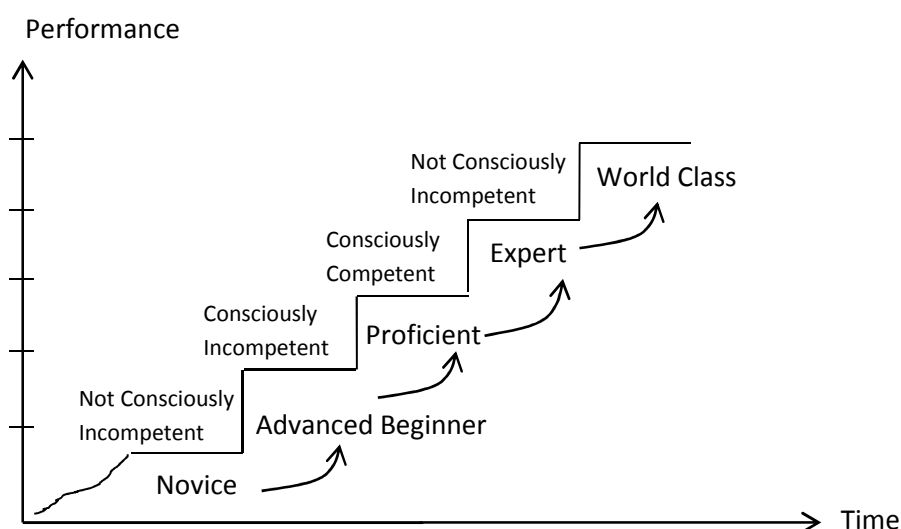 Performance
Not Consciously
Incompetent
World Class
Consciously
Competent
Expert
Consciously
Incompetent
Proficient
Not Consciously
Incompetent
Advanced Beginner
Novice
Time